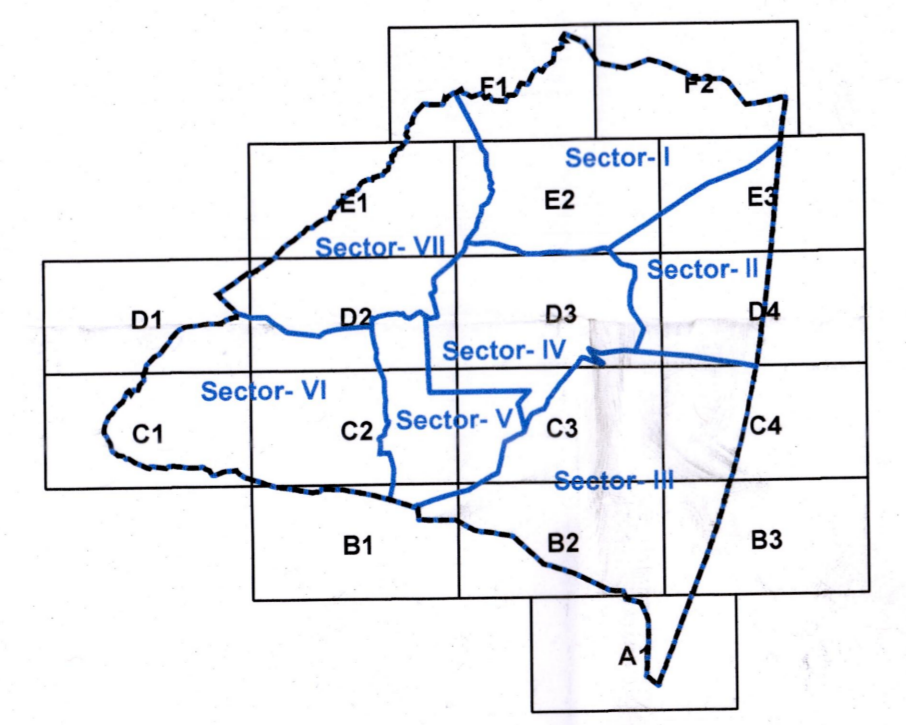 F1
F2
Sector- I
E1
E2
E3
Sector- VII
Sector- II
D1
D2
D3
D4
Sector- IV
Sector- VI
Sector- V
C1
C2
C3
C4
Sector- III
B1
B2
B3
A1